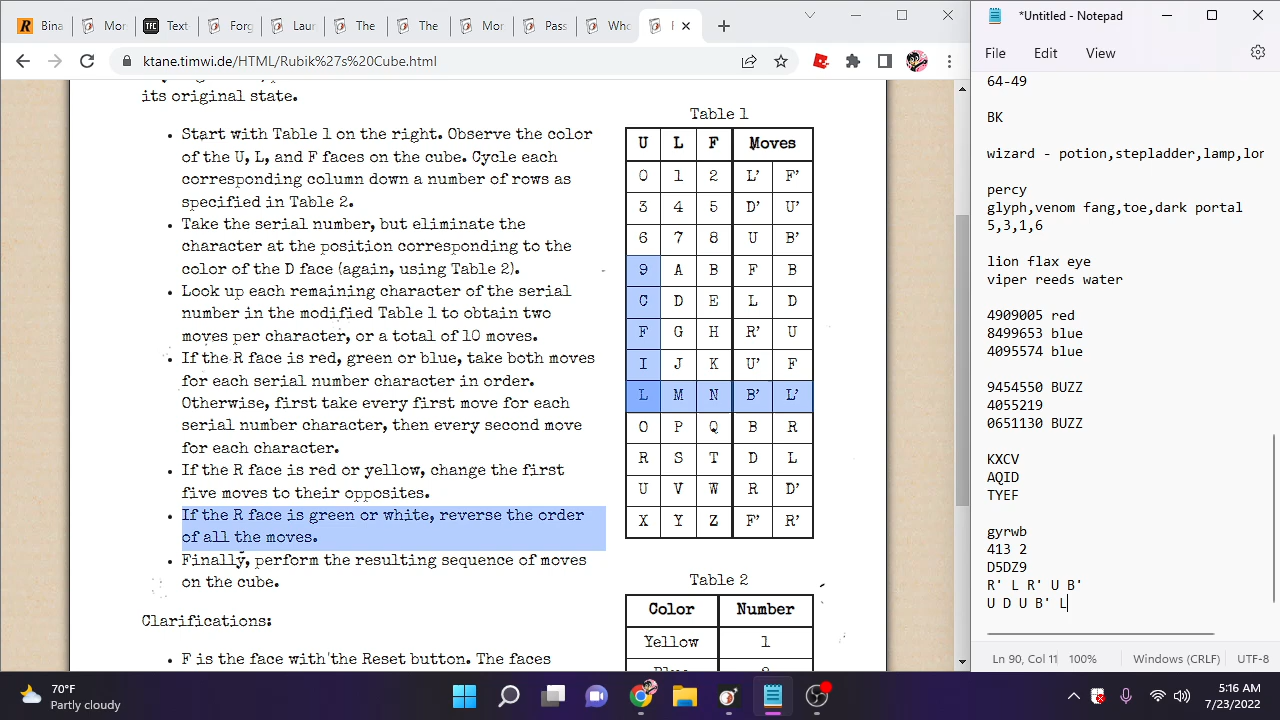 Bina
Mor
Text
Forg
Laun
The
The
Mor
Pas
Who
F
*Untitled - Notepad
ktane.timwi.de/HTML/Rubik%27s%20Cube.html
File Edit View
its original state.
• Start with Table 1 on the right. Observe the color
of the U, L, and F faces on the cube. Cycle each
corresponding column down a number of rows as
specified in Table 2.
• Take the serial number, but eliminate the
character at the position corresponding to the
color of the D face (again, using Table 2).
• Look up each remaining character of the serial
number in the modified Table 1 to obtain two
moves per character, or a total of 10 moves.
• If the R face is red, green or blue, take both moves
for each serial number character in order.
Otherwise, first take every first move for each
serial number character, then every second move
for each character.
• If the R face is red or yellow, change the first
five moves to their opposites.
• If the R face is green or white, reverse the order
of all the moves.
• Finally, perform the resulting sequence of moves
on the cube.
Clarifications:
• F is the face with the Reset button. The faces
Table 1
U L F Moves
0 1 2 L' F'
3 4 5 D' U'
6 7 8 U B'
9 A B F B
C D E L D
F G H R' U
I J K U' F
L M N B' L'
O P Q B R
R S T D L
U V W R D'
X Y Z F' R'
Table 2
Color Number
Yellow 1
64-49
BK
wizard - potion,stepladder,lamp,lor
percy
glyph,venom fang,toe,dark portal
5,3,1,6
lion flax eye
viper reeds water
4909005 red
8499653 blue
4095574 blue
9454550 BUZZ
4055219
0651130 BUZZ
KXCV
AQID
TYEF
gyrwb
413 2
D5DZ9
R' L R' U B'
U D U B' L
Ln 90, Col 11 100% Windows (CRLF) UTF-8
70°F
Partly cloudy
5:16 AM
7/23/2022